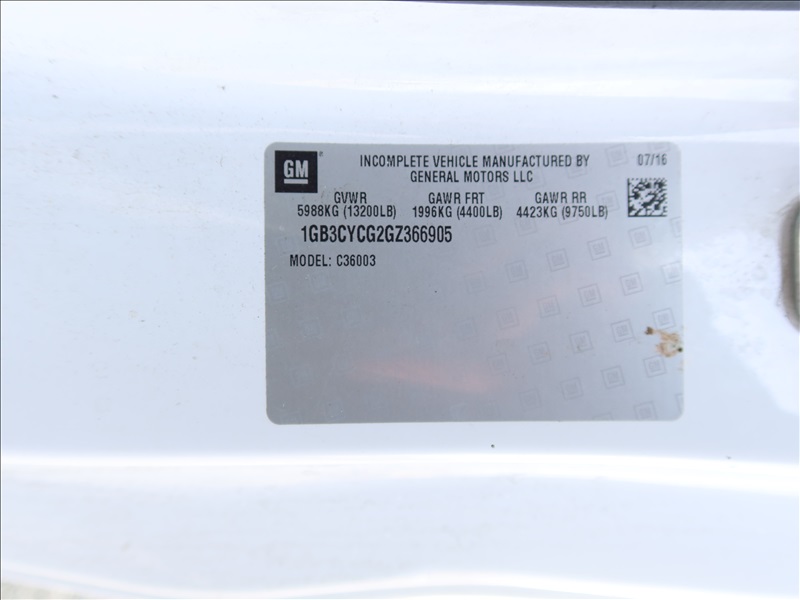 GM
INCOMPLETE VEHICLE MANUFACTURED BY 07/16
GENERAL MOTORS LLC
GVWR GAWR FRT GAWR RR
5988KG (13200LB) 1996KG (4400LB) 4423KG (9750LB)
1GB3CYCG2GZ366905
MODEL: C36003